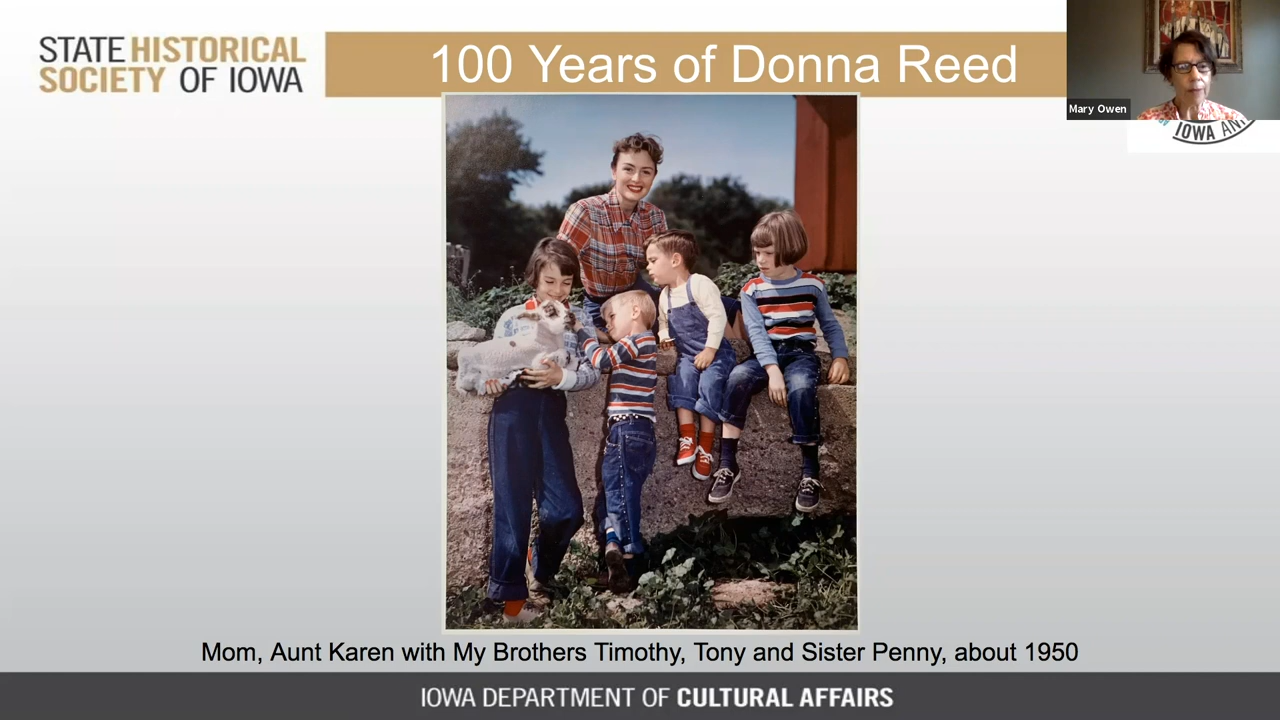 STATE HISTORICAL
SOCIETY OF IOWA
100 Years of Donna Reed
Mary Owen
IOWA
Mom, Aunt Karen with My Brothers Timothy, Tony and Sister Penny, about 1950
IOWA DEPARTMENT OF CULTURAL AFFAIRS